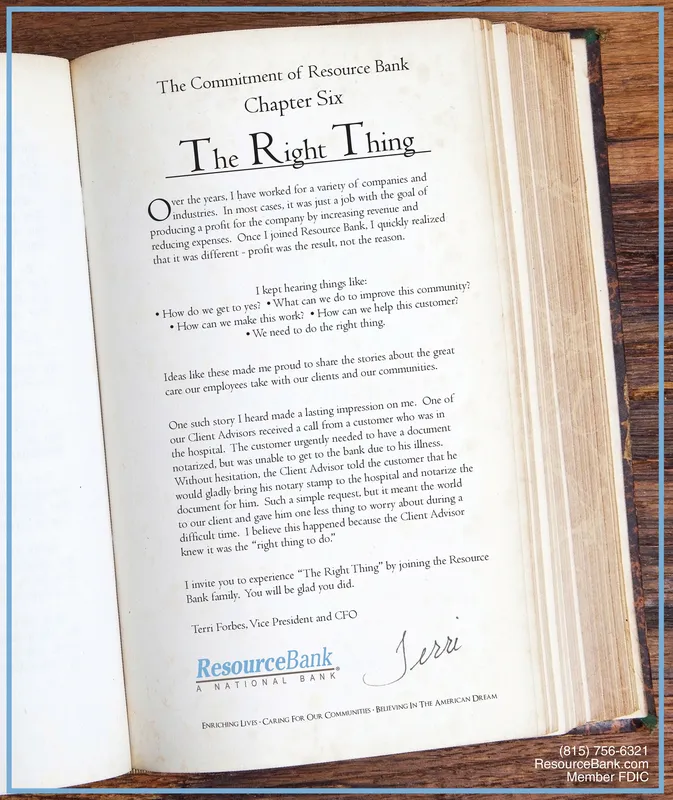 The Commitment of Resource Bank
Chapter Six
The Right Thing
Over the years, I have worked for a variety of companies and
industries. In most cases, it was just a job with the goal of
producing a profit for the company by increasing revenue and
reducing expenses. Once I joined Resource Bank, I quickly realized
that it was different - profit was the result, not the reason.
I kept hearing things like:
• How do we get to yes? • What can we do to improve this community?
• How can we make this work? • How can we help this customer?
• We need to do the right thing.
Ideas like these made me proud to share the stories about the great
care our employees take with our clients and our communities.
One such story I heard made a lasting impression on me. One of
our Client Advisors received a call from a customer who was in
the hospital. The customer urgently needed to have a document
notarized, but was unable to get to the bank due to his illness.
Without hesitation, the Client Advisor told the customer that he
would gladly bring his notary stamp to the hospital and notarize the
document for him. Such a simple request, but it meant the world
to our client and gave him one less thing to worry about during a
difficult time. I believe this happened because the Client Advisor
knew it was the "right thing to do."
I invite you to experience "The Right Thing" by joining the Resource
Bank family. You will be glad you did.
Terri Forbes, Vice President and CFO
Terri
ResourceBank®
A NATIONAL BANK
Enriching Lives · Caring For Our Communities · Believing In The American Dream
(815) 756-6321
ResourceBank.com
Member FDIC